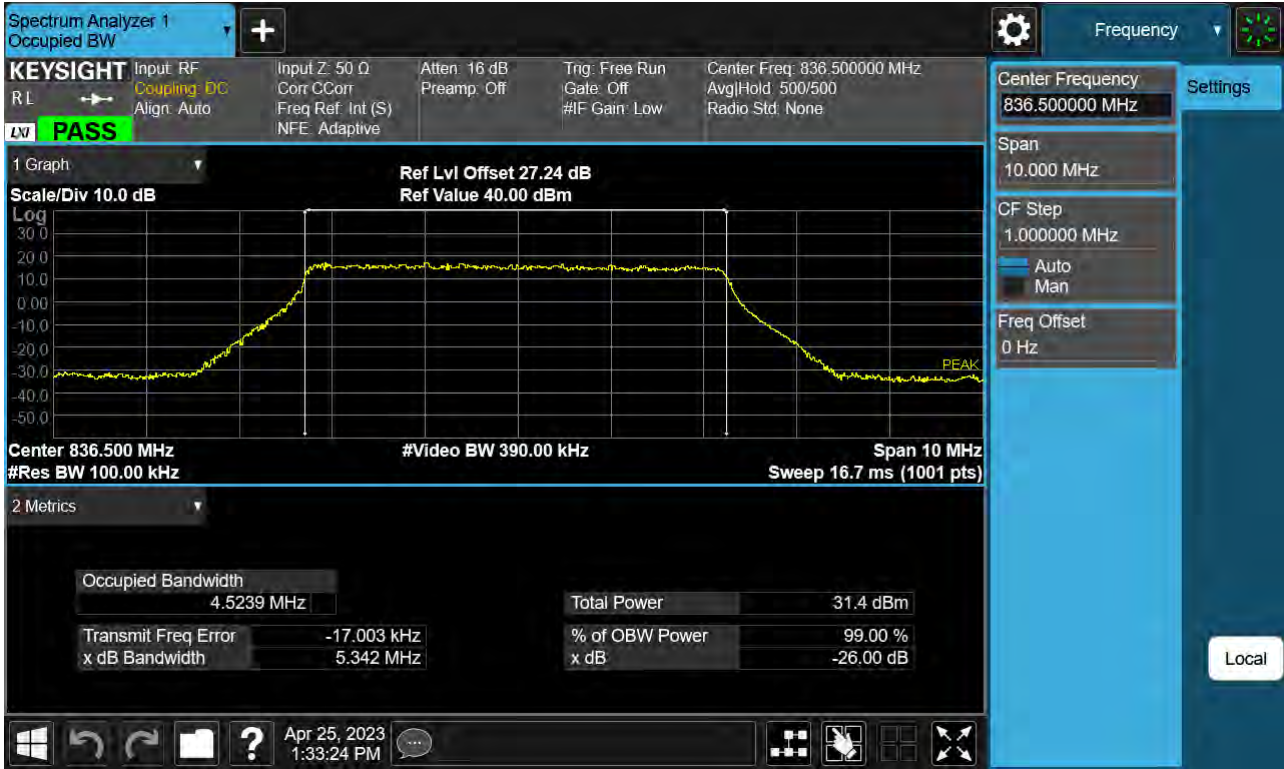 Spectrum Analyzer 1
Occupied BW
Frequency
KEYSIGHT
R L
LXI PASS
Input: RF
Coupling: DC
Align: Auto
Input Z: 50 Ω
Corr CCorr
Freq Ref: Int (S)
NFE: Adaptive
Atten: 16 dB
Preamp: Off
Trig: Free Run
Gate: Off
#IF Gain: Low
Center Freq: 836.500000 MHz
Avg|Hold: 500/500
Radio Std: None
Center Frequency
836.500000 MHz
Settings
Span
10.000 MHz
CF Step
1.000000 MHz
Auto
Man
Freq Offset
0 Hz
1 Graph
Scale/Div 10.0 dB
Ref Lvl Offset 27.24 dB
Ref Value 40.00 dBm
Log
30.0
20.0
10.0
0.00
-10.0
-20.0
-30.0
-40.0
-50.0
PEAK
Center 836.500 MHz
#Video BW 390.00 kHz
Span 10 MHz
#Res BW 100.00 kHz
Sweep 16.7 ms (1001 pts)
2 Metrics
Occupied Bandwidth
4.5239 MHz
Total Power 31.4 dBm
Transmit Freq Error -17.003 kHz
% of OBW Power 99.00 %
x dB Bandwidth 5.342 MHz
x dB -26.00 dB
Local
?
Apr 25, 2023
1:33:24 PM